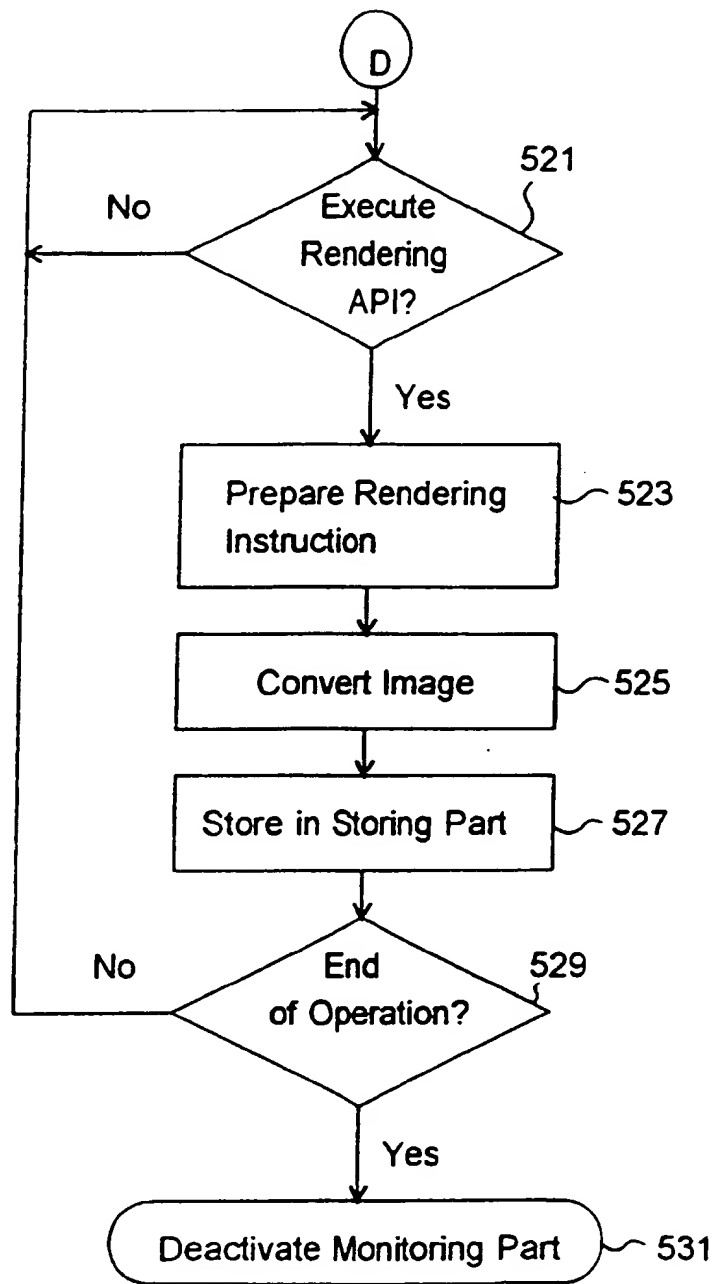 D
521
No
Execute
Rendering
API?
Yes
Prepare Rendering
Instruction
523
Convert Image
525
Store in Storing Part
527
No
End
of Operation?
529
Yes
Deactivate Monitoring Part
531